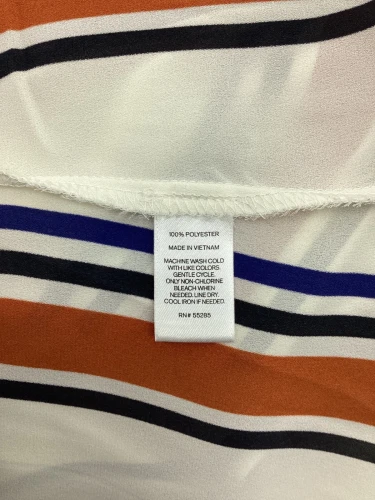 100% POLYESTER
MADE IN VIETNAM
MACHINE WASH COLD
WITH LIKE COLORS.
GENTLE CYCLE.
ONLY NON-CHLORINE
BLEACH WHEN
NEEDED. LINE DRY.
COOL IRON IF NEEDED.
RN# 55285